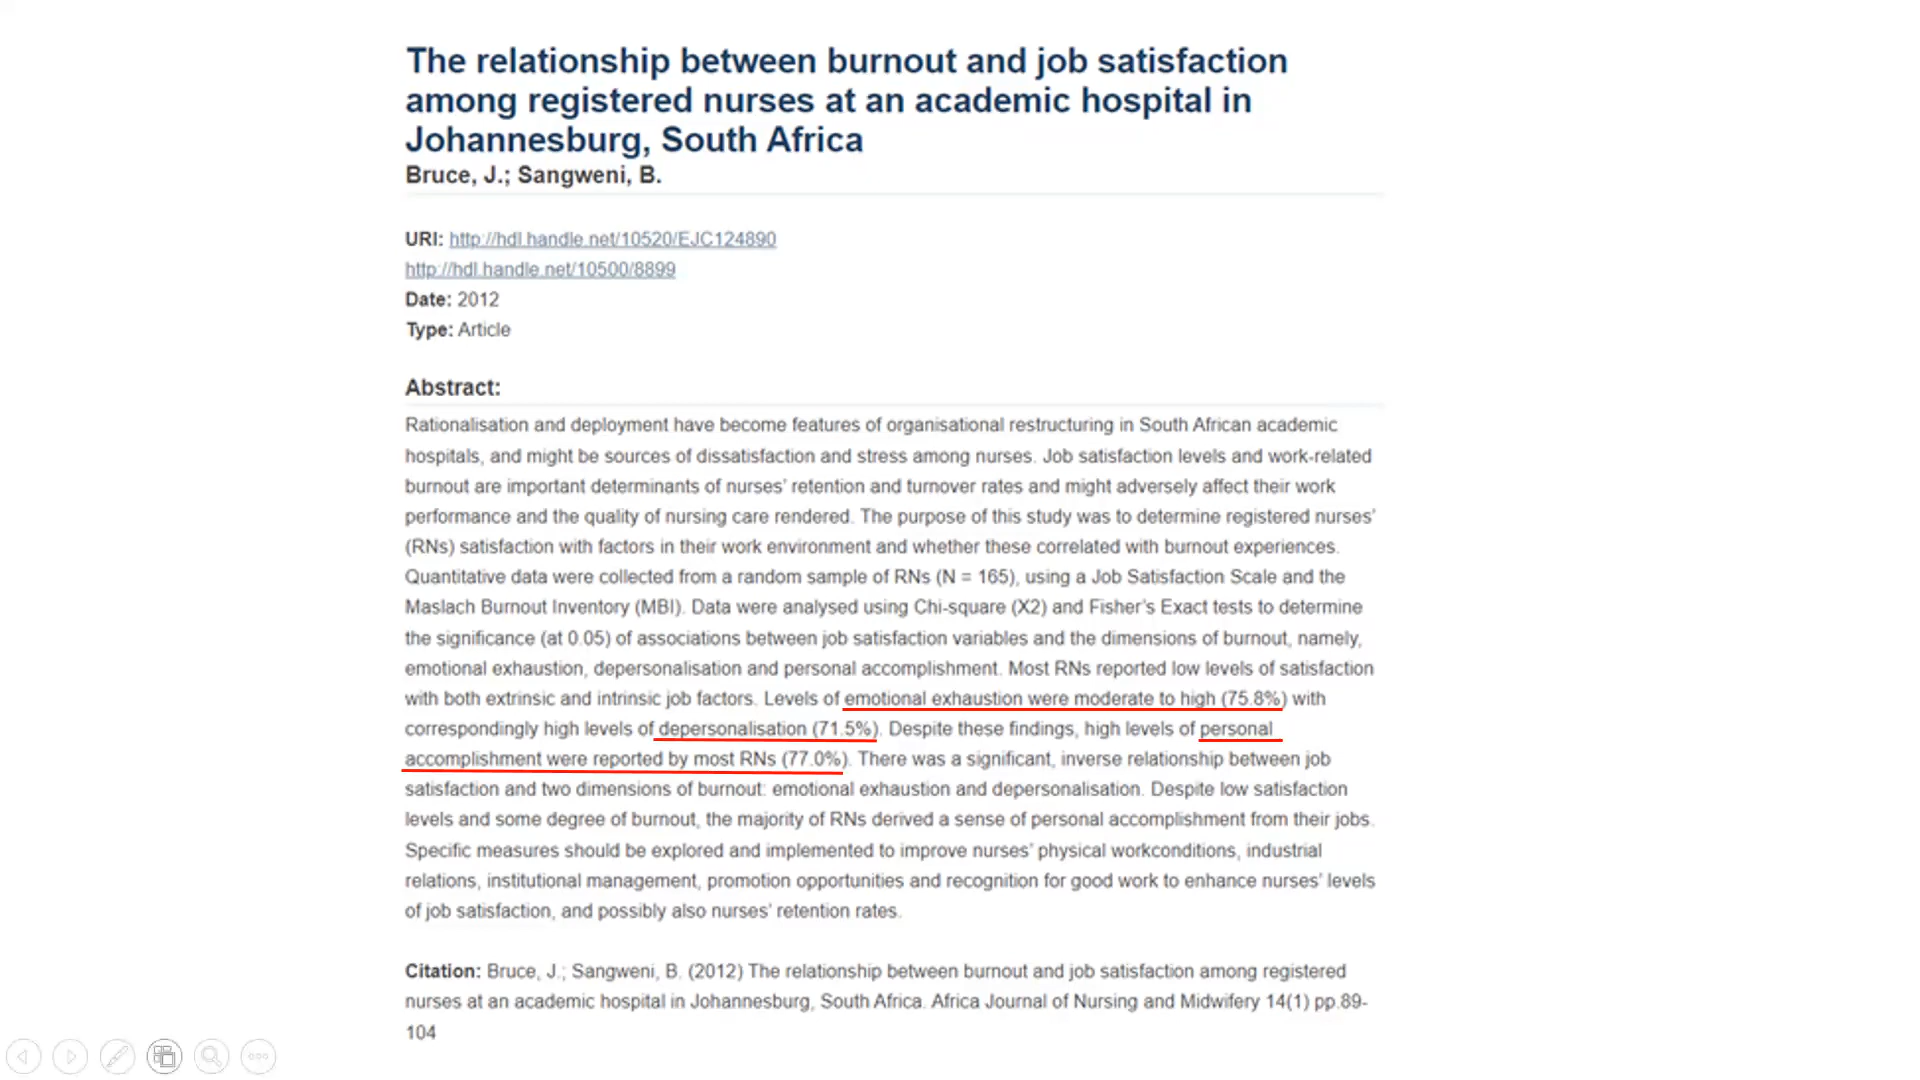 The relationship between burnout and job satisfaction
among registered nurses at an academic hospital in
Johannesburg, South Africa
Bruce, J.; Sangweni, B.
URI: http://hdl.handle.net/10520/EJC124890
http://hdl.handle.net/10500/8899
Date: 2012
Type: Article
Abstract:
Rationalisation and deployment have become features of organisational restructuring in South African academic
hospitals, and might be sources of dissatisfaction and stress among nurses. Job satisfaction levels and work-related
burnout are important determinants of nurses' retention and turnover rates and might adversely affect their work
performance and the quality of nursing care rendered. The purpose of this study was to determine registered nurses'
(RNs) satisfaction with factors in their work environment and whether these correlated with burnout experiences.
Quantitative data were collected from a random sample of RNs (N = 165), using a Job Satisfaction Scale and the
Maslach Burnout Inventory (MBI). Data were analysed using Chi-square (X2) and Fisher's Exact tests to determine
the significance (at 0.05) of associations between job satisfaction variables and the dimensions of burnout, namely,
emotional exhaustion, depersonalisation and personal accomplishment. Most RNs reported low levels of satisfaction
with both extrinsic and intrinsic job factors. Levels of emotional exhaustion were moderate to high (75.8%) with
correspondingly high levels of depersonalisation (71.5%). Despite these findings, high levels of personal
accomplishment were reported by most RNs (77.0%). There was a significant, inverse relationship between job
satisfaction and two dimensions of burnout: emotional exhaustion and depersonalisation. Despite low satisfaction
levels and some degree of burnout, the majority of RNs derived a sense of personal accomplishment from their jobs.
Specific measures should be explored and implemented to improve nurses' physical workconditions, industrial
relations, institutional management, promotion opportunities and recognition for good work to enhance nurses' levels
of job satisfaction, and possibly also nurses' retention rates.
Citation: Bruce, J.; Sangweni, B. (2012) The relationship between burnout and job satisfaction among registered
nurses at an academic hospital in Johannesburg, South Africa. Africa Journal of Nursing and Midwifery 14(1) pp.89-
104